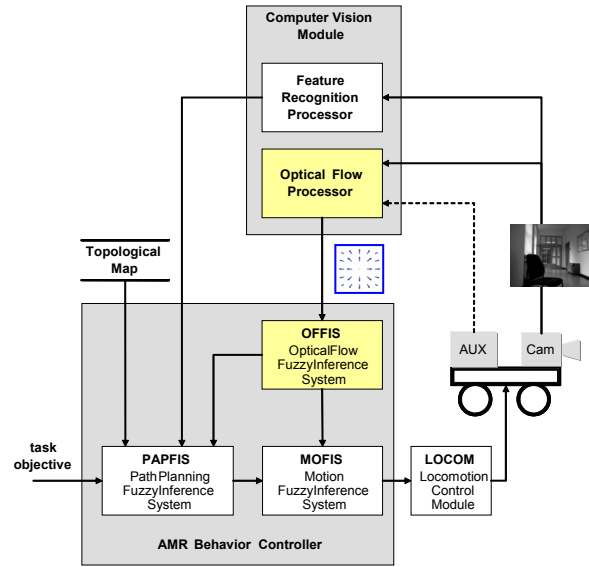 Computer Vision
Module
Feature
Recognition
Processor
Optical Flow
Processor
Topological
Map
OFFIS
OpticalFlow
FuzzyInference
System
AUX
Cam
task
objective
PAPFIS
PathPlanning
FuzzyInference
System
MOFIS
Motion
FuzzyInference
System
LOCOM
Locomotion
Control
Module
AMR Behavior Controller